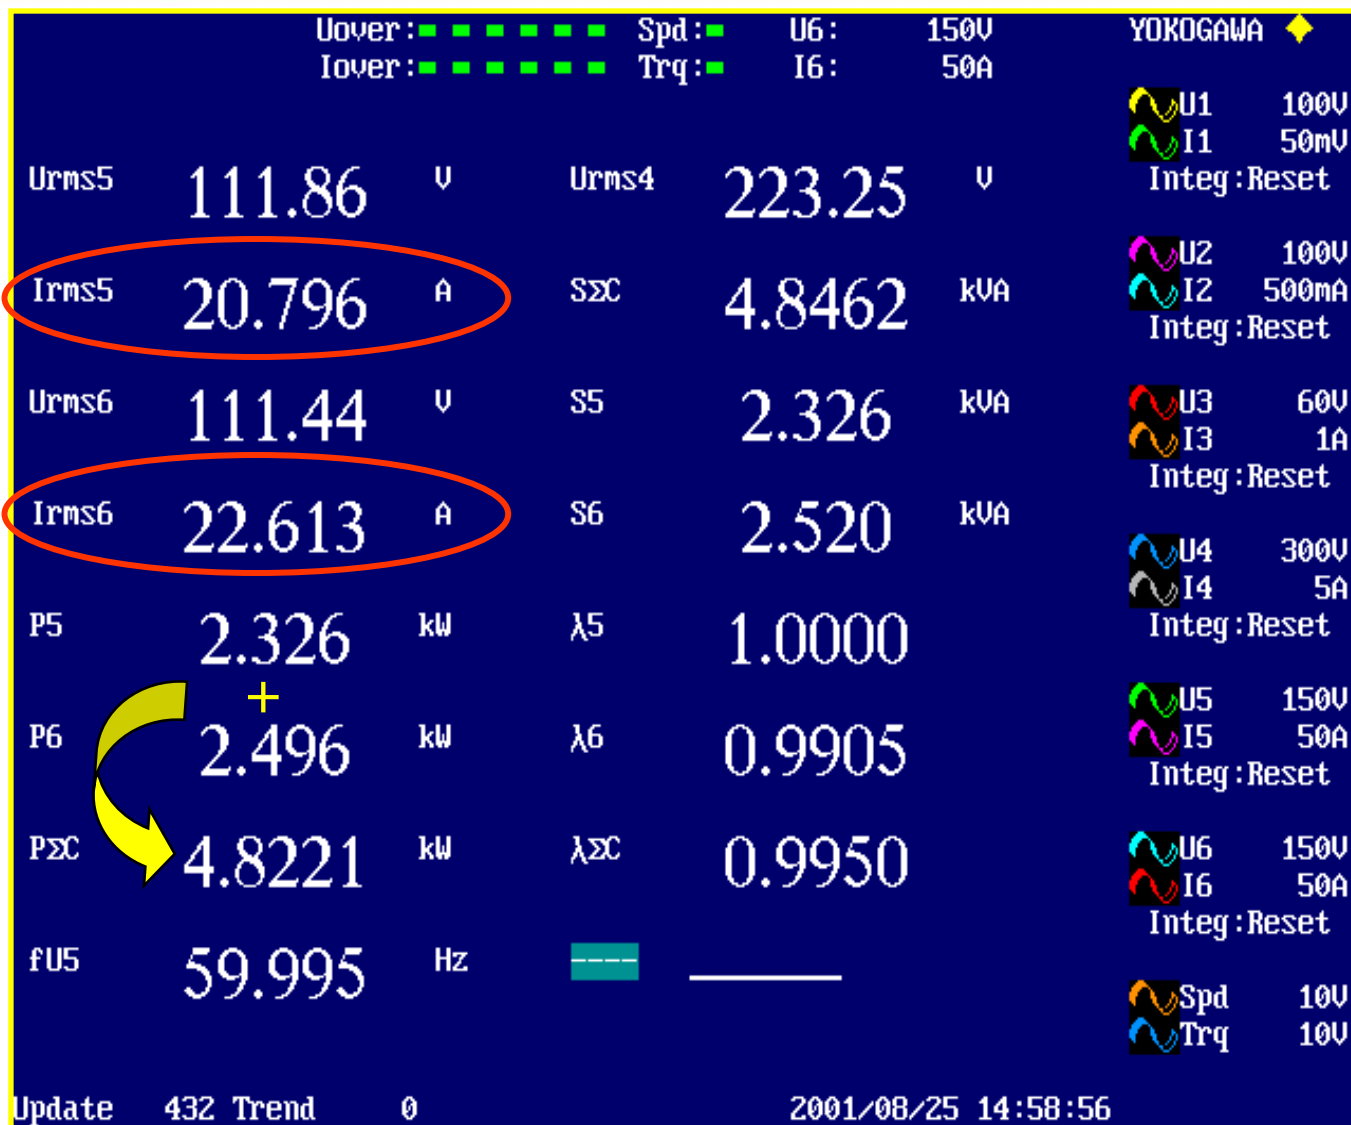 Uover: Spd: U6: 150V YOKOGAWA
Iover: Trq: I6: 50A
U1 100V
I1 50mV
Urms5 111.86 V Urms4 223.25 V Integ:Reset
U2 100V
Irms5 20.796 A SΣC 4.8462 kVA I2 500mA
Integ:Reset
Urms6 111.44 V S5 2.326 kVA U3 60V
I3 1A
Integ:Reset
Irms6 22.613 A S6 2.520 kVA
U4 300V
I4 5A
P5 2.326 kW λ5 1.0000 Integ:Reset
+
U5 150V
P6 2.496 kW λ6 0.9905 I5 50A
Integ:Reset
PΣC 4.8221 kW λΣC 0.9950 U6 150V
I6 50A
Integ:Reset
fU5 59.995 Hz ----
Spd 10V
Trq 10V
Update 432 Trend 0 2001/08/25 14:58:56